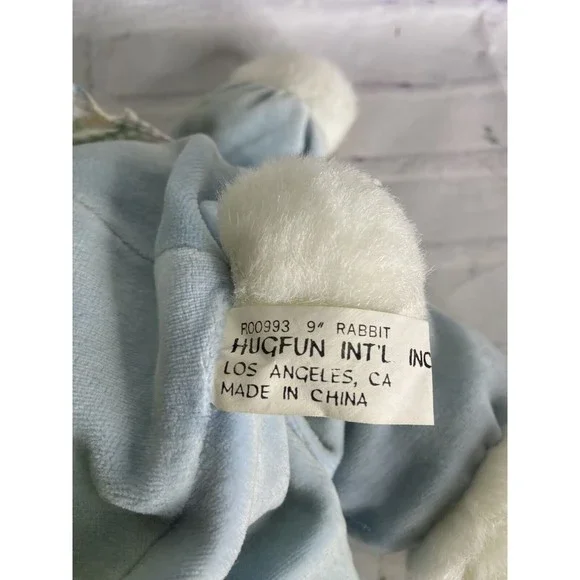 R00993 9" RABBIT
HUGFUN INT'L INC
LOS ANGELES, CA
MADE IN CHINA